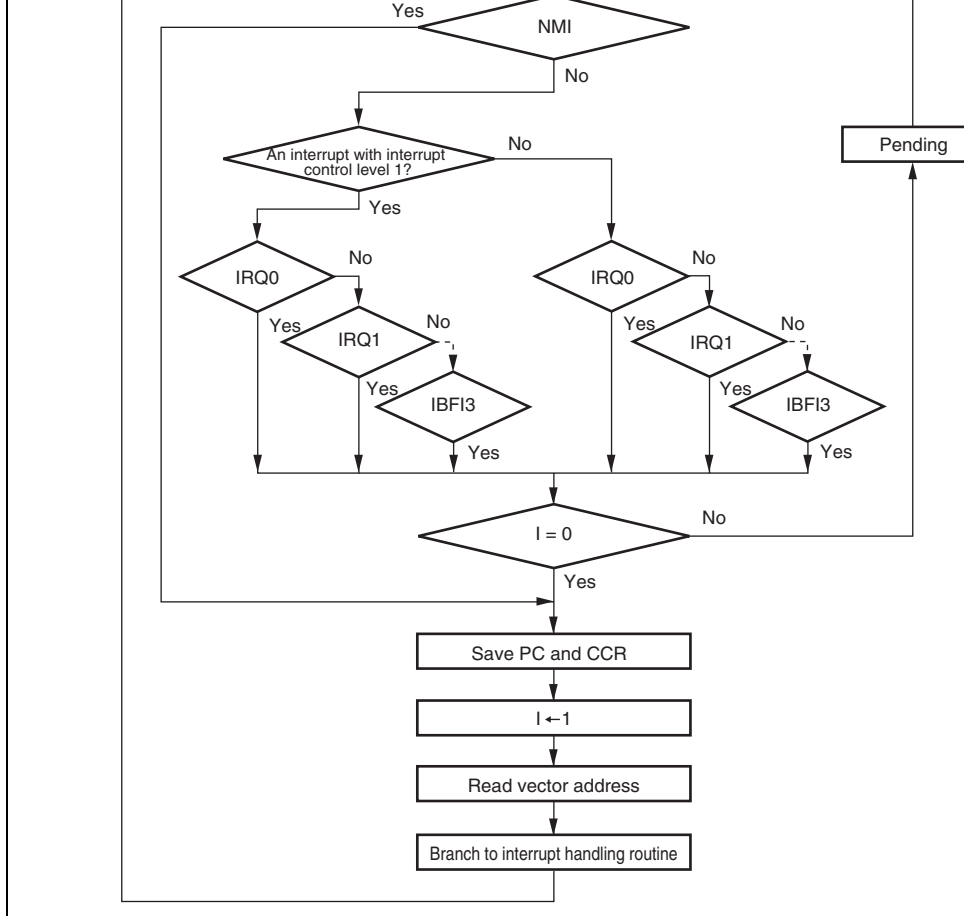 Yes
NMI
No
Pending
An interrupt with interrupt
control level 1?
No
Yes
IRQ0
No
IRQ0
No
Yes
IRQ1
No
Yes
IRQ1
No
Yes
IBFI3
Yes
IBFI3
Yes
Yes
I = 0
No
Yes
Save PC and CCR
I ←1
Read vector address
Branch to interrupt handling routine